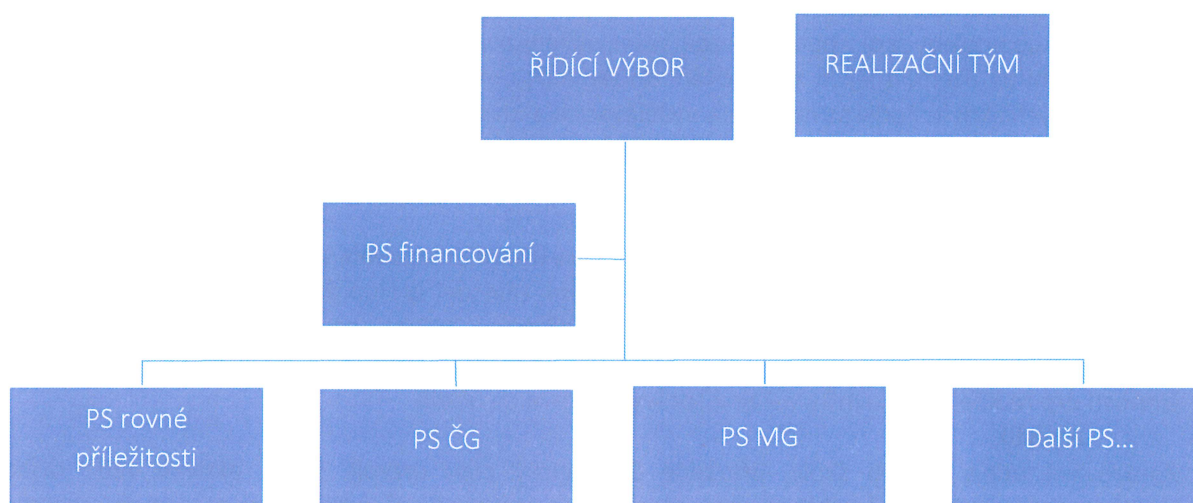 ŘÍDÍCÍ VÝBOR
REALIZAČNÍ TÝM
PS financování
PS rovné
příležitosti
PS ČG
PS MG
Další PS...